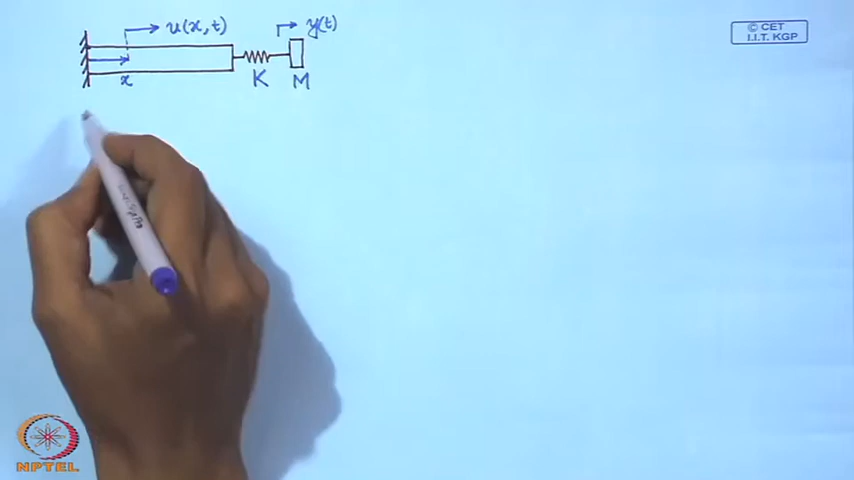 u(x,t) y(t)
x K M
© CET
I.I.T. KGP
NPTEL